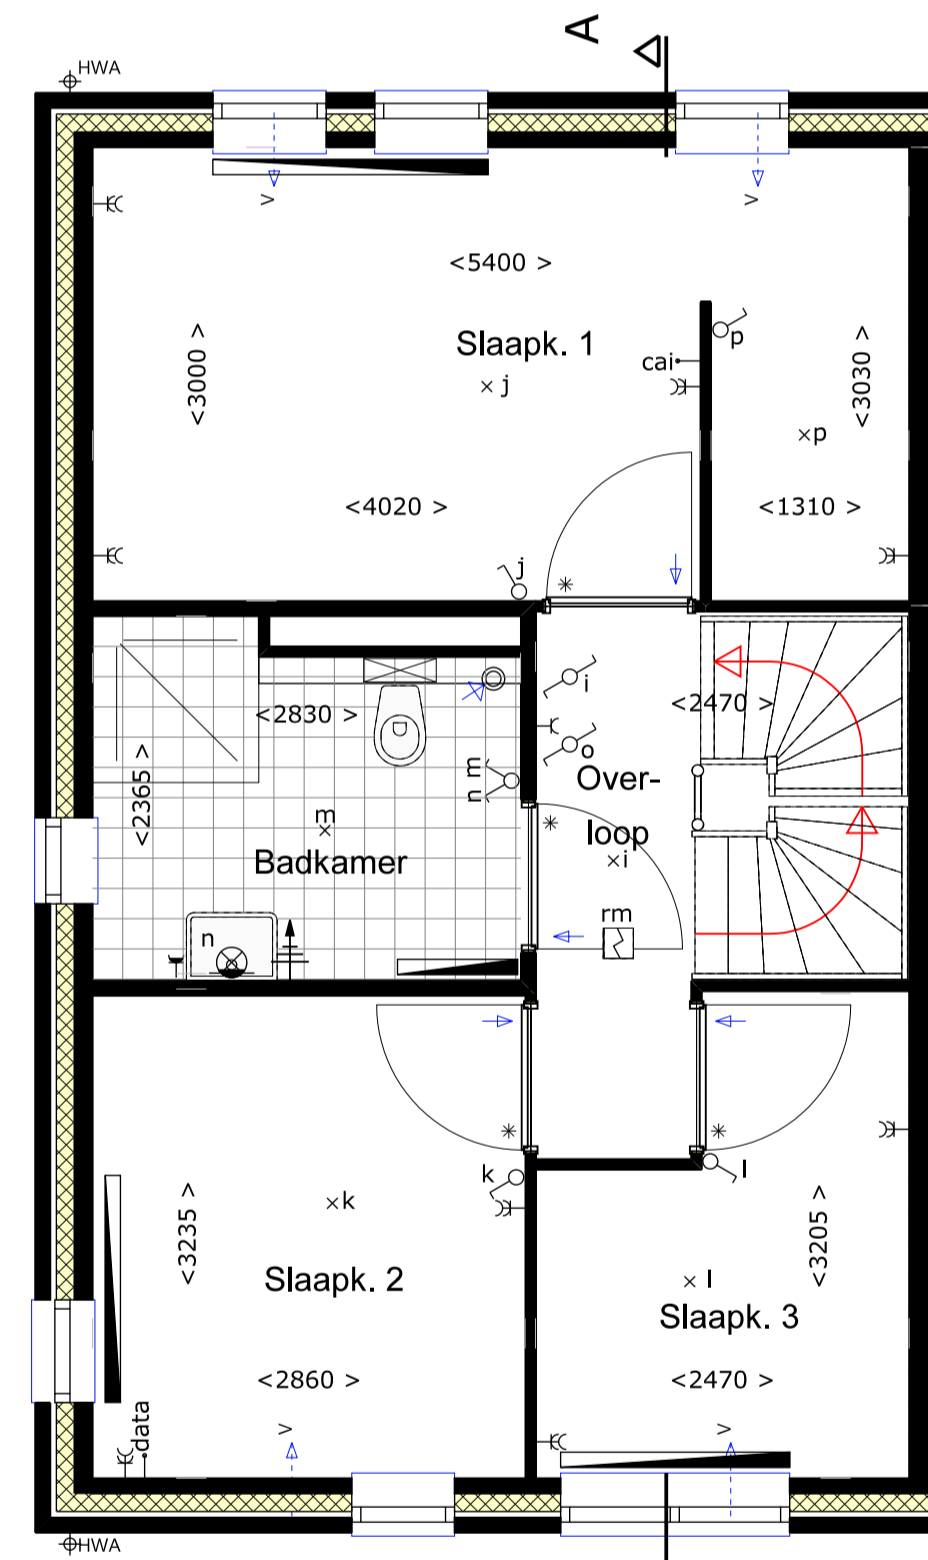 A
HWA
V
V
<5400 >
<3000 >
Slaapk. 1
j
p
cai
<3030 >
p
<4020 >
<1310 >
j
*
i
<2830 >
<2470 >
o
<2365 >
n m
Over-
loop
i
m
Badkamer
*
rm
n
*
*
k
l
k
<3235 >
<3205 >
Slaapk. 2
l
Slaapk. 3
<2860 >
<2470 >
data
V
V
HWA